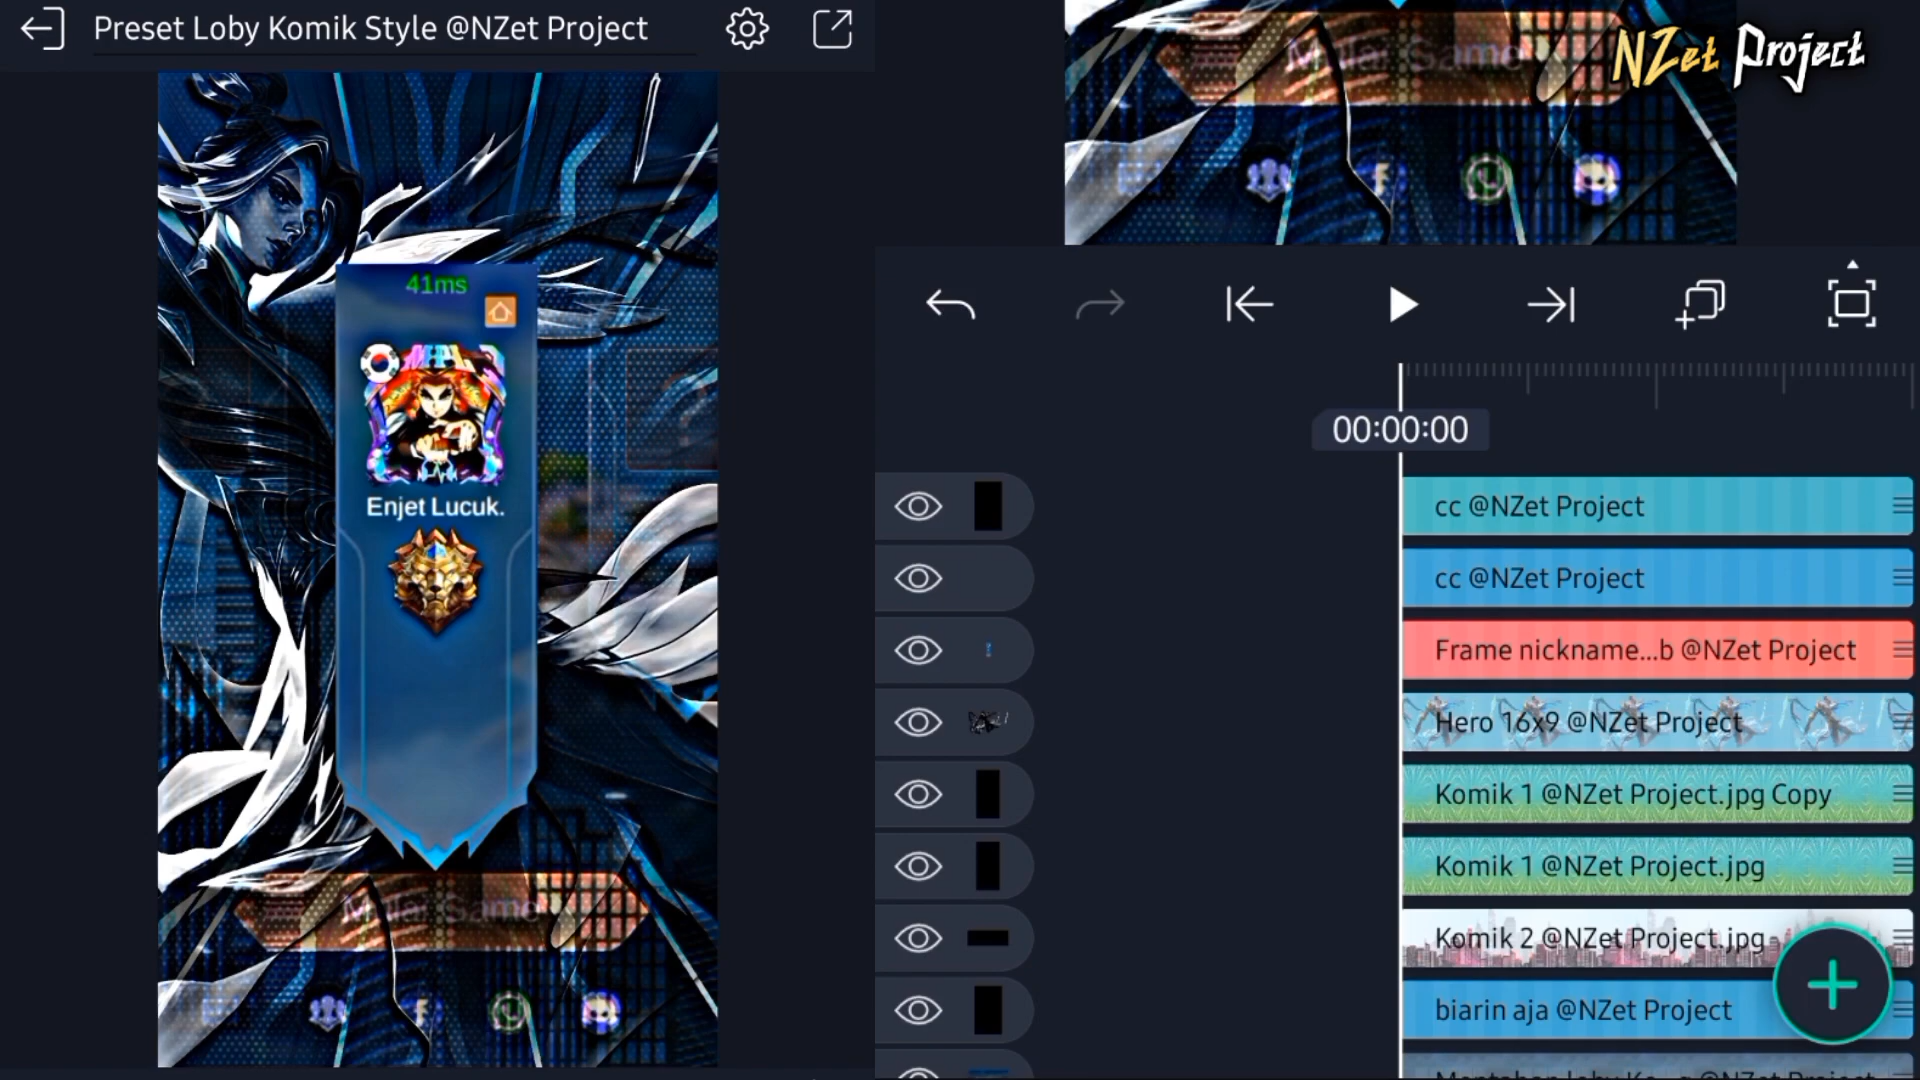 Preset Loby Komik Style @NZet Project
41ms
Enjet Lucuk.
NZet Project
00:00:00
cc @NZet Project
cc @NZet Project
Frame nickname...b @NZet Project
Hero 16x9 @NZet Project
Komik 1 @NZet Project.jpg Copy
Komik 1 @NZet Project.jpg
Komik 2 @NZet Project.jpg
biarin aja @NZet Project